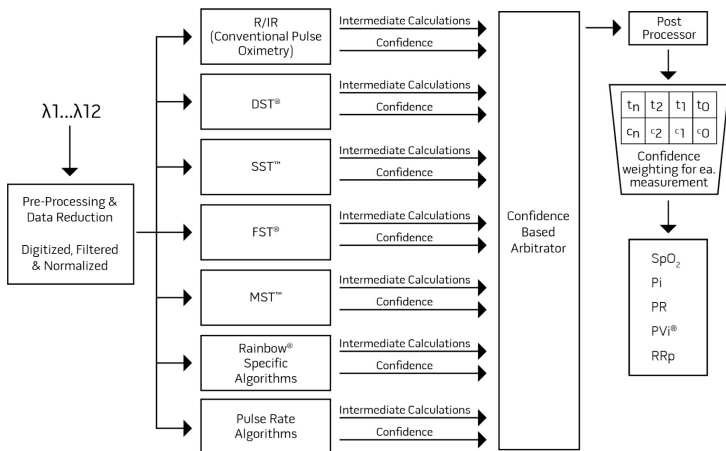 λ1...λ12
Pre-Processing &
Data Reduction
Digitized, Filtered
& Normalized
R/IR
(Conventional Pulse
Oximetry)
Intermediate Calculations
Confidence
DST®
Intermediate Calculations
Confidence
SST™
Intermediate Calculations
Confidence
FST®
Intermediate Calculations
Confidence
MST™
Intermediate Calculations
Confidence
Rainbow®
Specific
Algorithms
Intermediate Calculations
Confidence
Pulse Rate
Algorithms
Intermediate Calculations
Confidence
Confidence
Based
Arbitrator
Post
Processor
tn t2 t1 t0
cn c2 c1 c0
Confidence
weighting for ea.
measurement
SpO₂
Pi
PR
PVi®
RRp